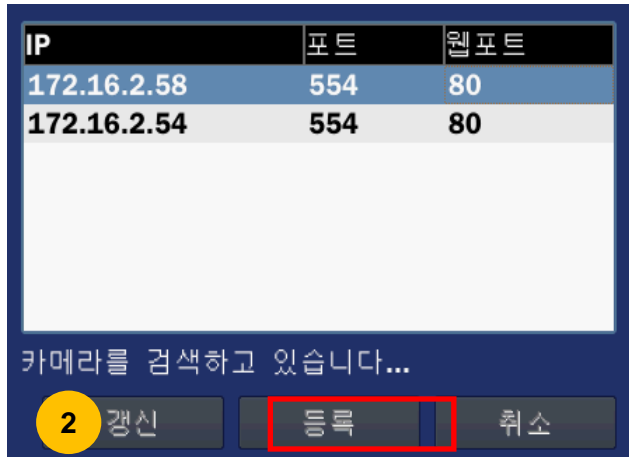 IP 포트 웹포트
172.16.2.58 554 80
172.16.2.54 554 80
카메라를 검색하고 있습니다...
2 갱신 등록 취소